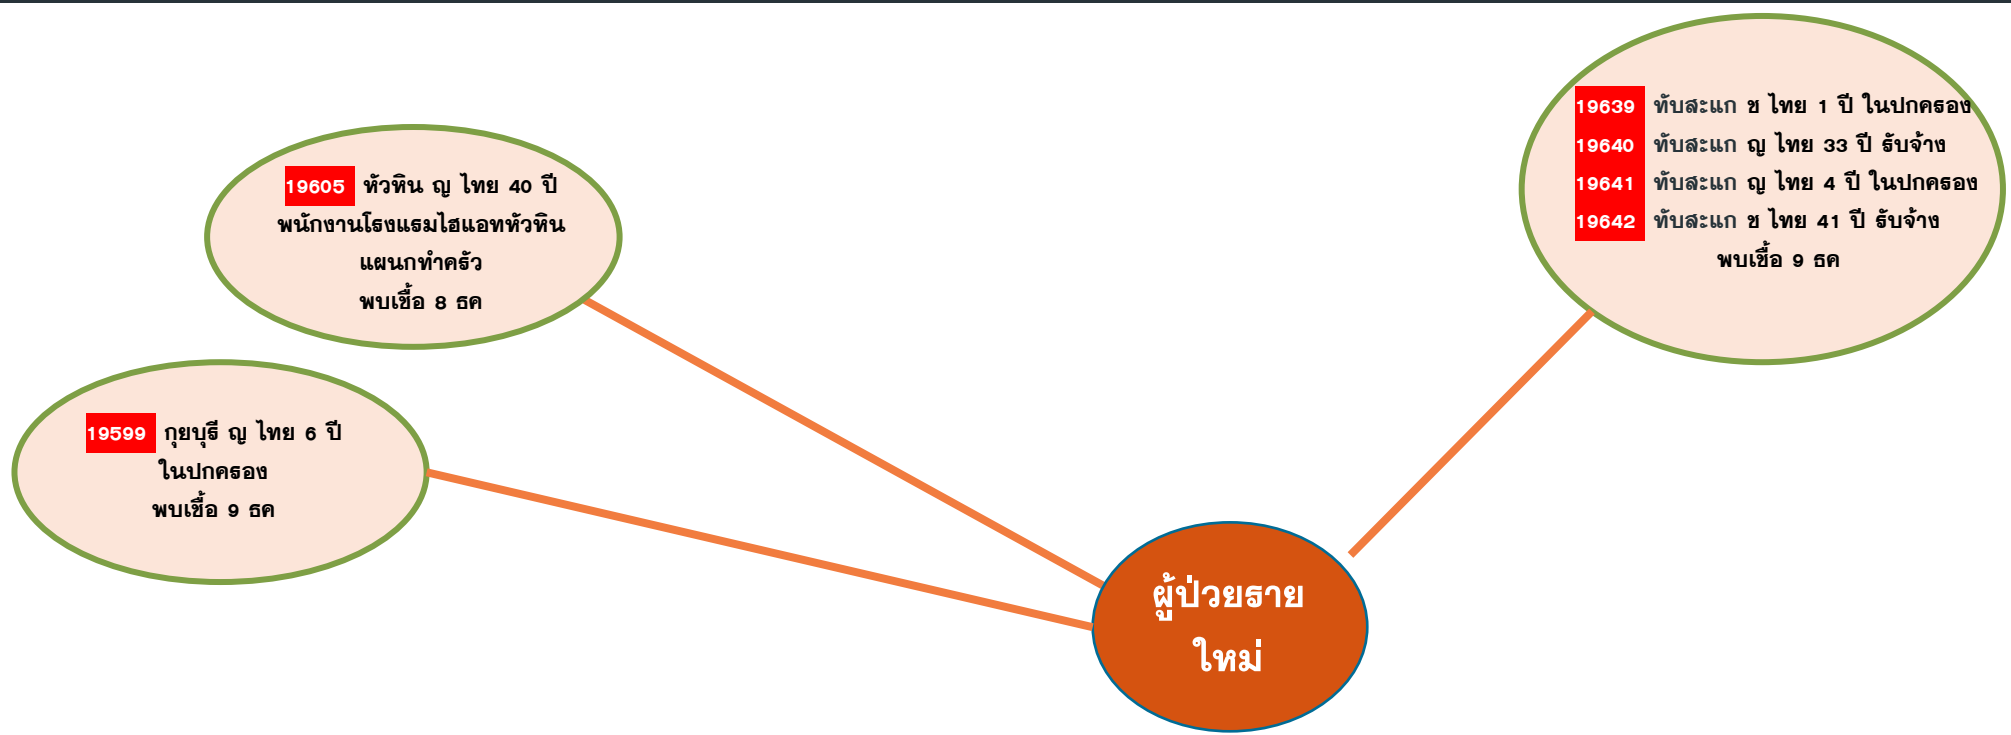 19605 หัวหิน ญ ไทย 40 ปี
พนักงานโรงแรมไฮแอทหัวหิน
แผนกทำครัว
พบเชื้อ 8 ธค
19599 กุยบุรี ญ ไทย 6 ปี
ในปกครอง
พบเชื้อ 9 ธค
19639 ทับสะแก ช ไทย 1 ปี ในปกครอง
19640 ทับสะแก ญ ไทย 33 ปี รับจ้าง
19641 ทับสะแก ญ ไทย 4 ปี ในปกครอง
19642 ทับสะแก ช ไทย 41 ปี รับจ้าง
พบเชื้อ 9 ธค
ผู้ป่วยราย
ใหม่